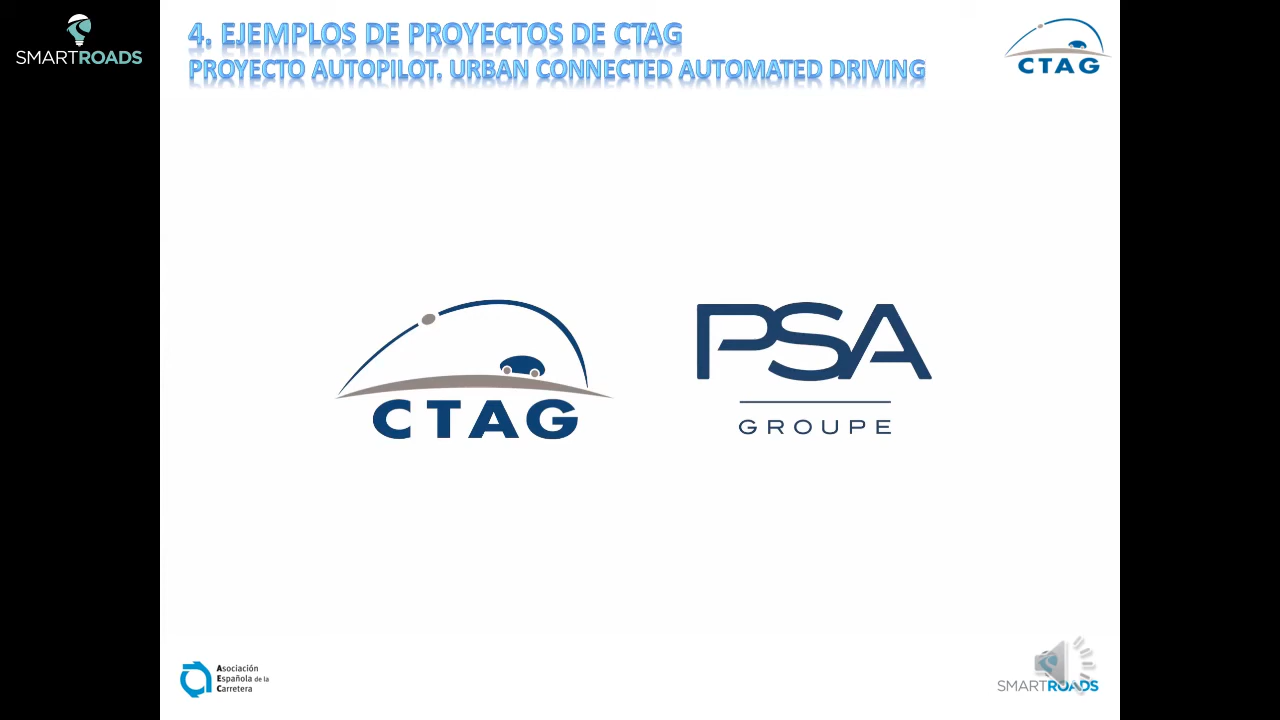 SMARTROADS
4. EJEMPLOS DE PROYECTOS DE CTAG
PROYECTO AUTOPILOT. URBAN CONNECTED AUTOMATED DRIVING
CTAG
CTAG
PSA
GROUPE
Asociación
Española de la
Carretera
SMARTROADS